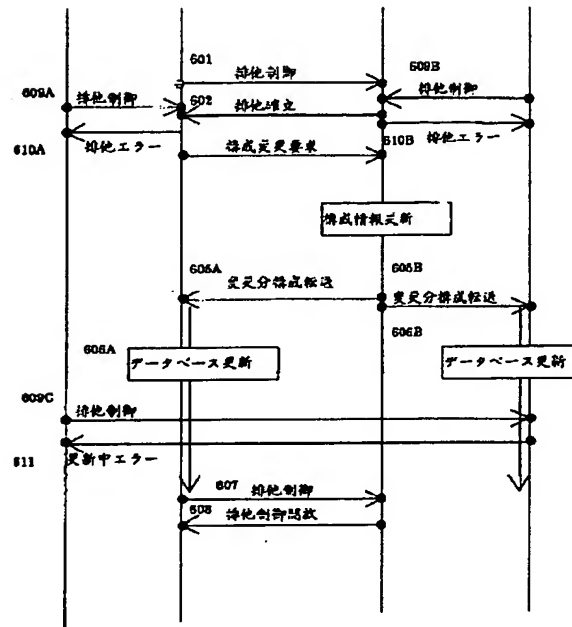 601
排他制御
609B
609A
排他制御
602
排他確立
排他制御
610A
排他エラー
構成変更要求
610B
排他エラー
構成情報更新
605A
変更分構成転送
605B
変更分構成転送
606A
データベース更新
606B
データベース更新
609C
排他制御
611
更新中エラー
607
排他制御
608
排他制御開放